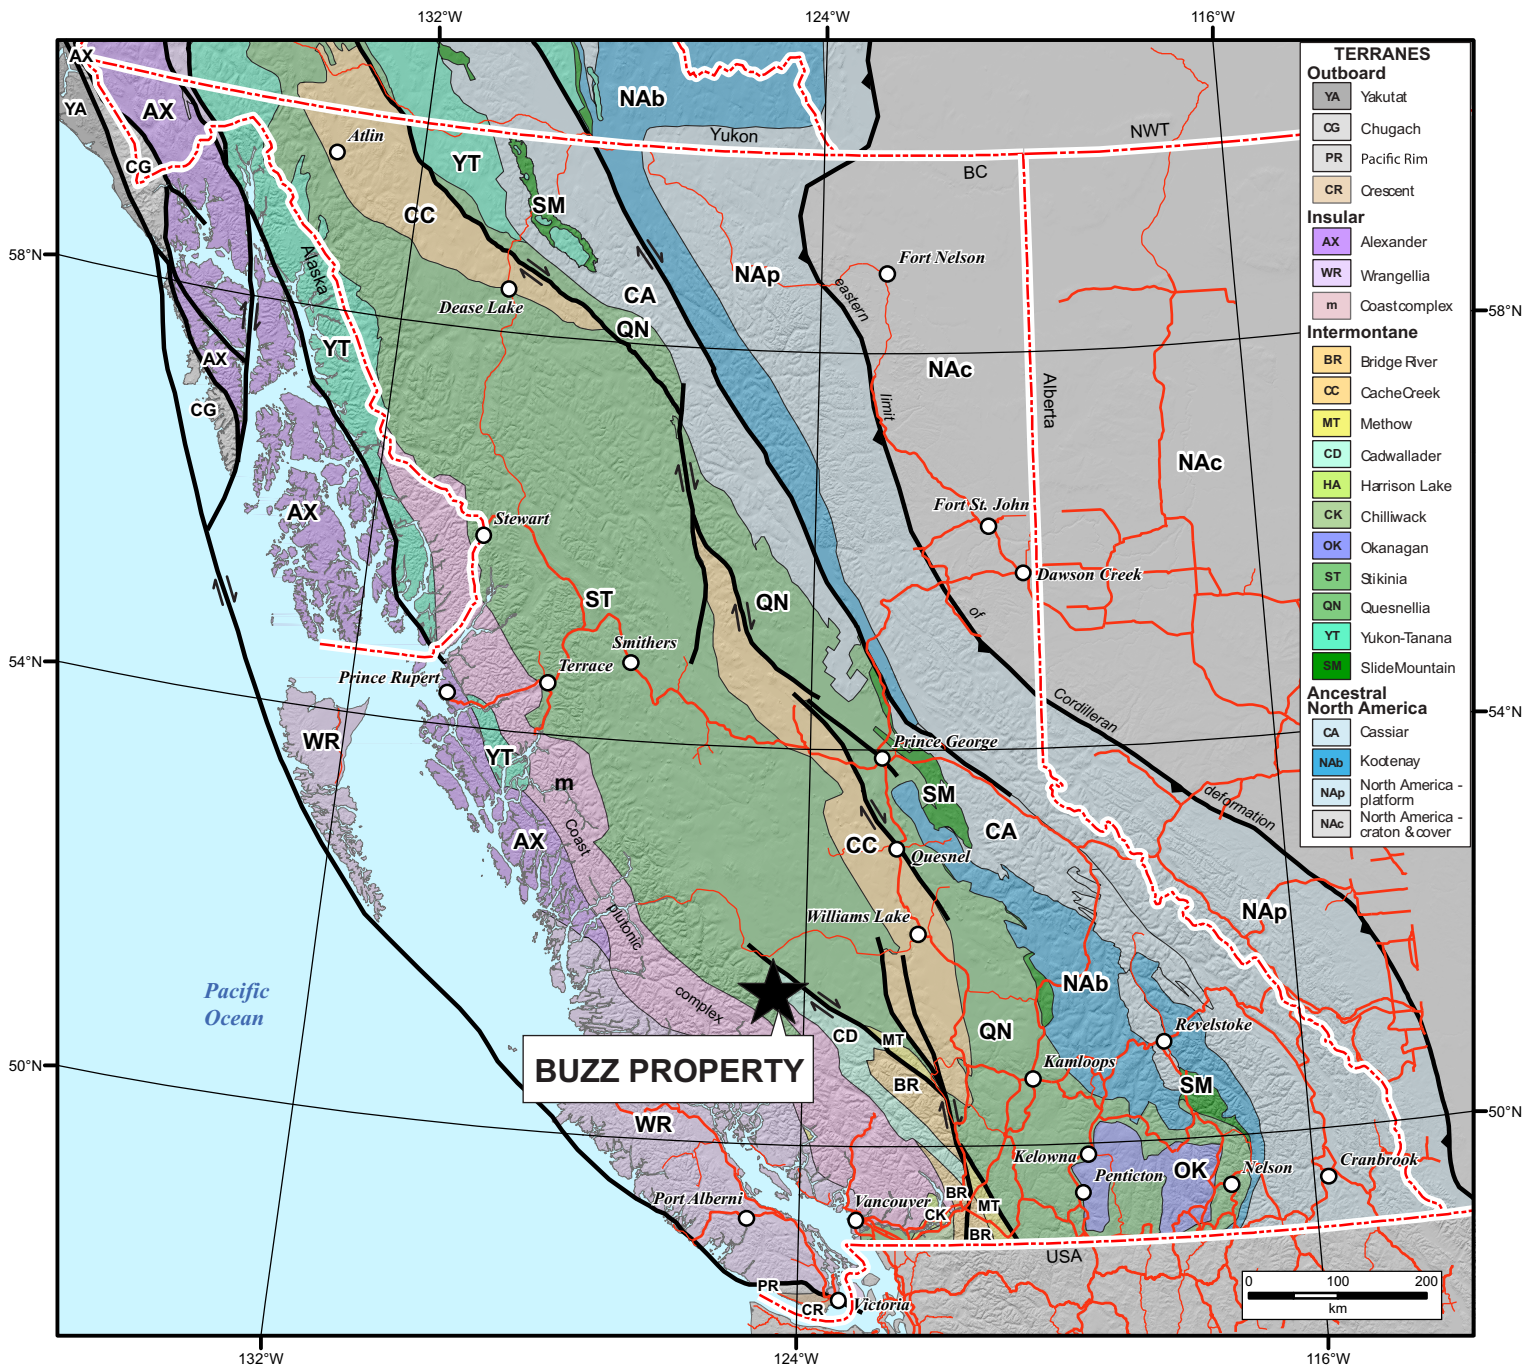 132°W
124°W
116°W
TERRANES
Outboard
YA Yakutat
CG Chugach
PR Pacific Rim
CR Crescent
Insular
AX Alexander
WR Wrangellia
m Coastcomplex
Intermontane
BR Bridge River
CC CacheCreek
MT Methow
CD Cadwallader
HA Harrison Lake
CK Chilliwack
OK Okanagan
ST Stikinia
QN Quesnellia
YT Yukon-Tanana
SM SlideMountain
Ancestral
North America
CA Cassiar
NAb Kootenay
NAp North America -
platform
NAc North America -
craton & cover
AX
YA
AX
NAb
Yukon
NWT
BC
Atlin
YT
CG
CC
SM
58°N
Alaska
Fort Nelson
NAp
eastern
Dease Lake
CA
58°N
QN
YT
AX
NAc
Alberta
limit
CG
NAc
AX
Stewart
Fort St. John
Dawson Creek
ST
QN
of
Smithers
54°N
Terrace
Prince Rupert
Cordilleran
54°N
WR
Prince George
YT
m
SM
deformation
AX
Coast
CC
CA
Quesnel
plutonic
Williams Lake
NAp
Pacific
Ocean
complex
NAb
Revelstoke
QN
CD
MT
50°N
BUZZ PROPERTY
Kamloops
BR
SM
50°N
WR
Kelowna
OK
Nelson
Cranbrook
Penticton
Port Alberni
BR
Vancouver
CK
MT
BR
USA
PR
CR
Victoria
0 100 200
km
132°W
124°W
116°W